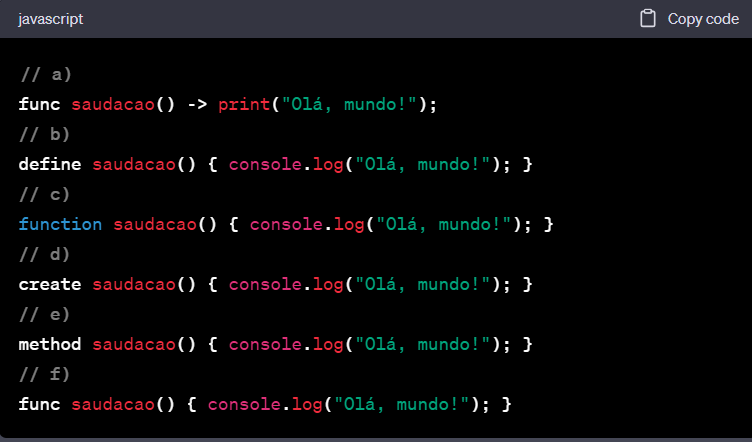 javascript
Copy code
// a)
func saudacao() -> print("Olá, mundo!");
// b)
define saudacao() { console.log("Olá, mundo!"); }
// c)
function saudacao() { console.log("Olá, mundo!"); }
// d)
create saudacao() { console.log("Olá, mundo!"); }
// e)
method saudacao() { console.log("Olá, mundo!"); }
// f)
func saudacao() { console.log("Olá, mundo!"); }